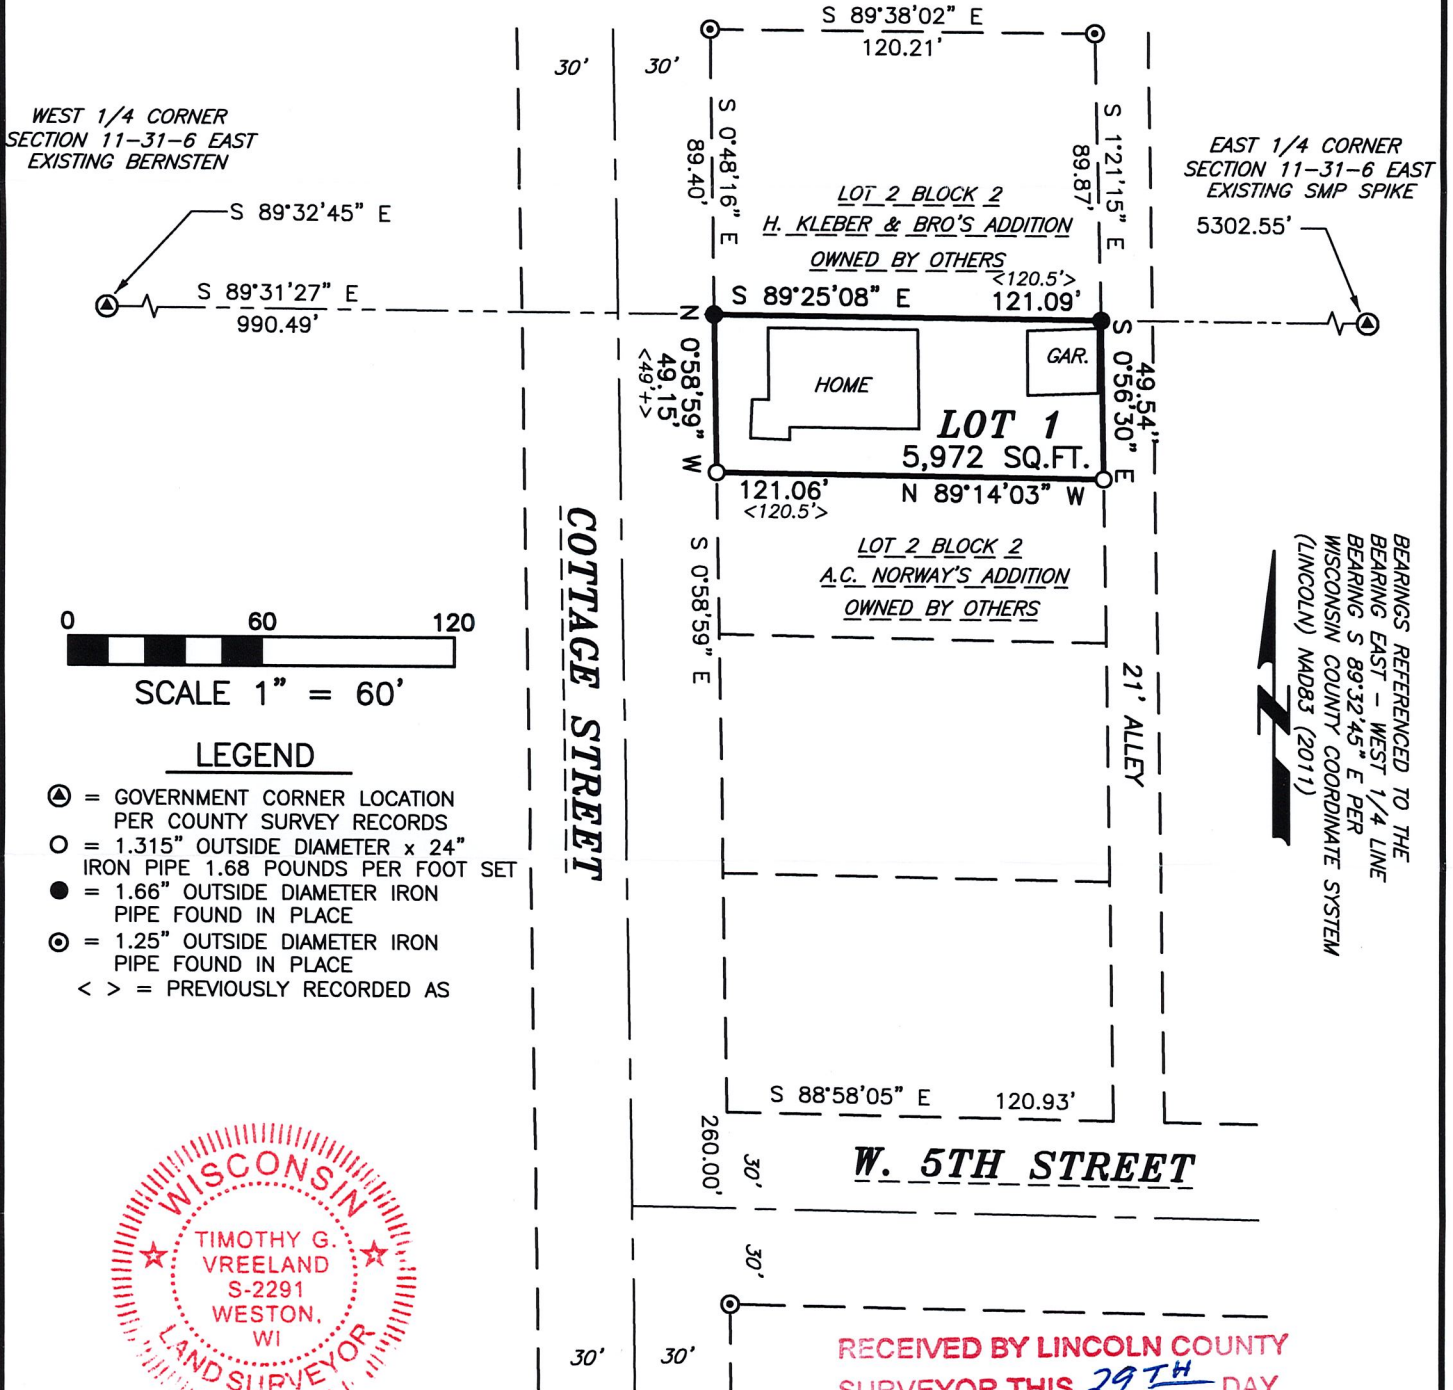 S 89°38'02" E
120.21'
30'
30'
WEST 1/4 CORNER
SECTION 11-31-6 EAST
EXISTING BERNSTEN
S 0°48'16" E
89.40'
S 1°21'15" E
89.87'
EAST 1/4 CORNER
SECTION 11-31-6 EAST
EXISTING SMP SPIKE
5302.55'
S 89°32'45" E
LOT 2 BLOCK 2
H. KLEBER & BRO'S ADDITION
OWNED BY OTHERS
<120.5'>
S 89°31'27" E
990.49'
S 89°25'08" E
121.09'
N 0°58'59" W
49.15'
<49'+>
HOME
GAR.
S 0°56'30" E
49.54'
LOT 1
5,972 SQ.FT.
121.06'
<120.5'>
N 89°14'03" W
LOT 2 BLOCK 2
A.C. NORWAY'S ADDITION
OWNED BY OTHERS
S 0°58'59" E
260.00'
COTTAGE STREET
21' ALLEY
BEARINGS REFERENCED TO THE
BEARING EAST - WEST 1/4 LINE
BEARING S 89°32'45" E PER
WISCONSIN COUNTY COORDINATE SYSTEM
(LINCOLN) NAD83 (2011)
N
0 60 120
SCALE 1" = 60'
LEGEND
= GOVERNMENT CORNER LOCATION
PER COUNTY SURVEY RECORDS
= 1.315" OUTSIDE DIAMETER x 24"
IRON PIPE 1.68 POUNDS PER FOOT SET
= 1.66" OUTSIDE DIAMETER IRON
PIPE FOUND IN PLACE
= 1.25" OUTSIDE DIAMETER IRON
PIPE FOUND IN PLACE
< > = PREVIOUSLY RECORDED AS
S 88°58'05" E
120.93'
30'
W. 5TH STREET
30'
30'
30'
WISCONSIN
TIMOTHY G.
VREELAND
S-2291
WESTON,
WI
LAND SURVEYOR
RECEIVED BY LINCOLN COUNTY
SURVEYOR THIS 29TH DAY